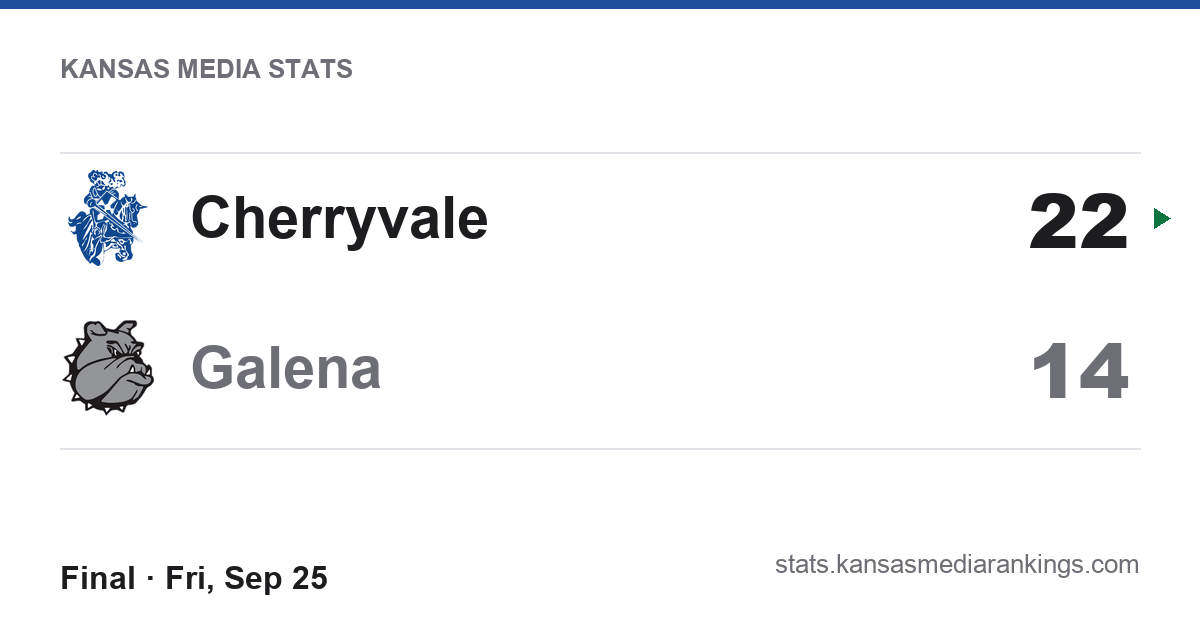 KANSAS MEDIA STATS
Cherryvale 22
Galena 14
Final · Fri, Sep 25
stats.kansasmediarankings.com